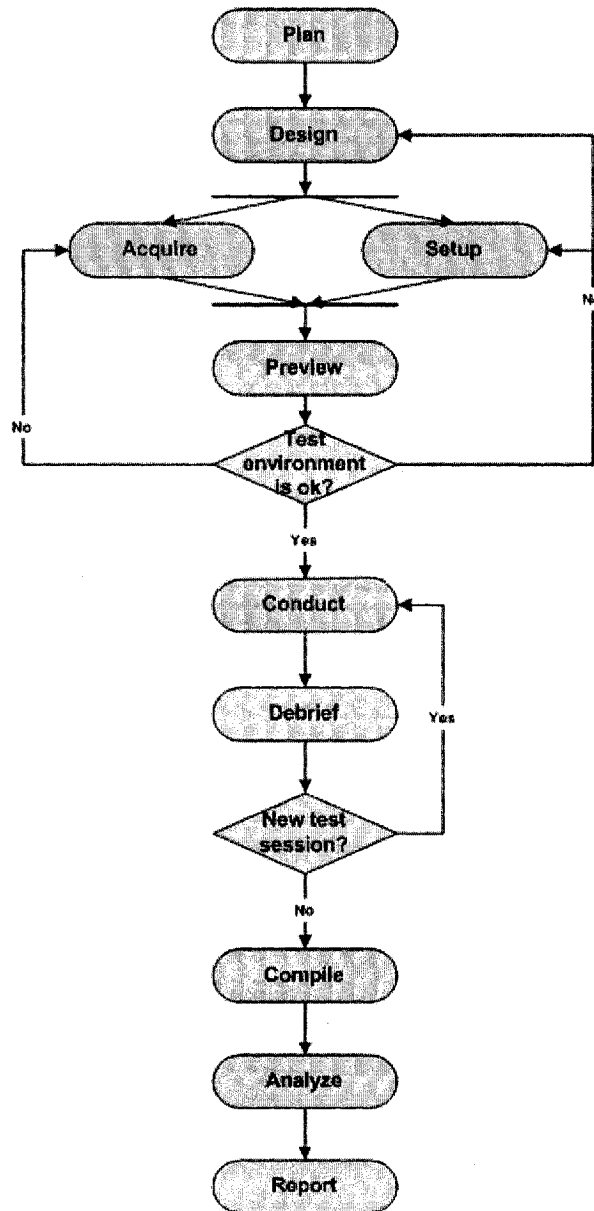 Plan
Design
Acquire
Setup
Preview
No
No
Test
environment
is ok?
Yes
Conduct
Debrief
Yes
New test
session?
No
Compile
Analyze
Report